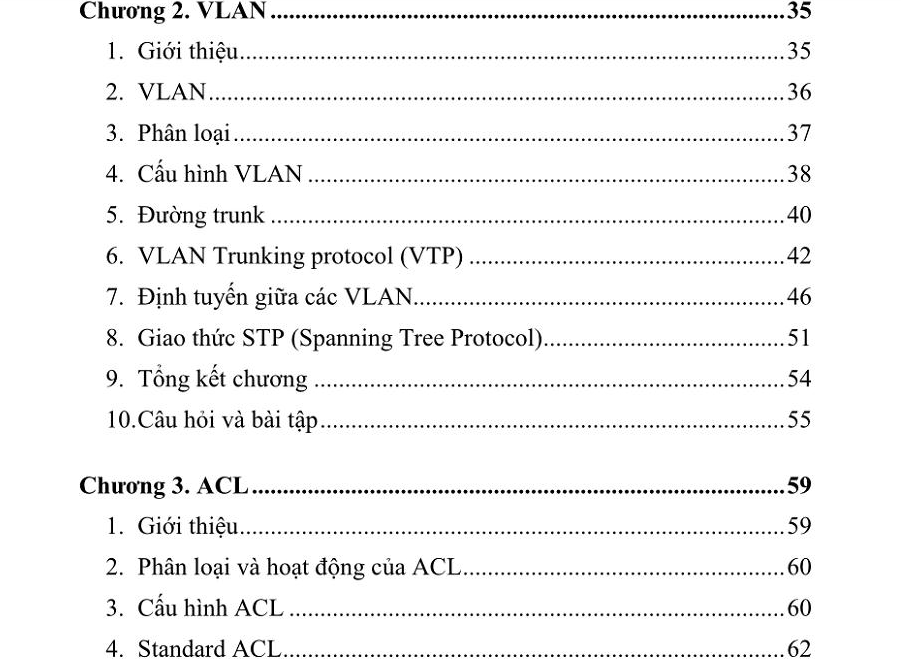 Chương 2. VLAN....................35
1. Giới thiệu....................35
2. VLAN....................36
3. Phân loại....................37
4. Cấu hình VLAN....................38
5. Đường trunk....................40
6. VLAN Trunking protocol (VTP)....................42
7. Định tuyến giữa các VLAN....................46
8. Giao thức STP (Spanning Tree Protocol)....................51
9. Tổng kết chương....................54
10.Câu hỏi và bài tập....................55
Chương 3. ACL....................59
1. Giới thiệu....................59
2. Phân loại và hoạt động của ACL....................60
3. Cấu hình ACL....................60
4. Standard ACL....................62